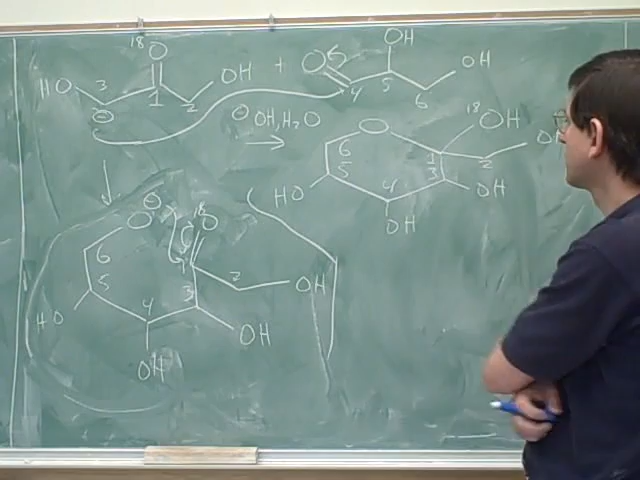 18
O
HO 3 ⊖ 1 2 OH + O 4 5 OH 6 OH
⊖OH, H₂O
O 6 5 4 3 1 2 18 OH OH
HO OH OH
O ⊖ 18 O
6 5 4 3 1 2 OH
HO OH OH